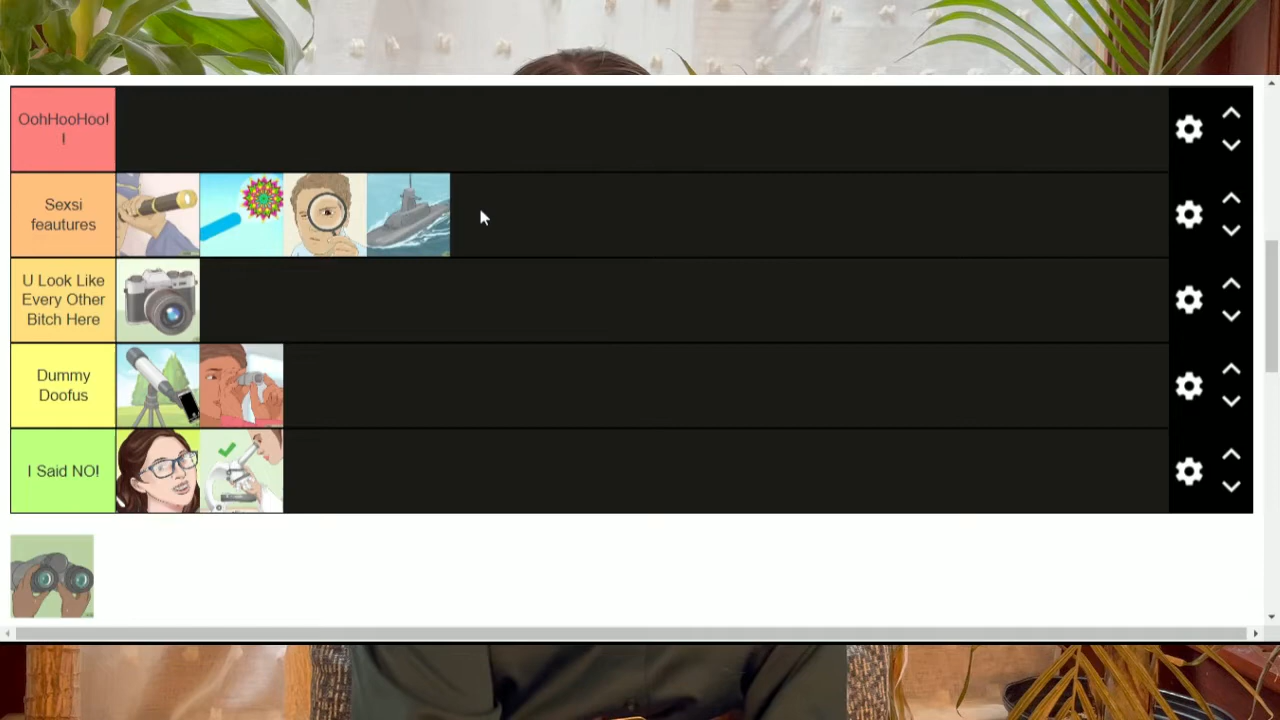 OohHooHoo!
!
Sexsi
feautures
U Look Like
Every Other
Bitch Here
Dummy
Doofus
I Said NO!